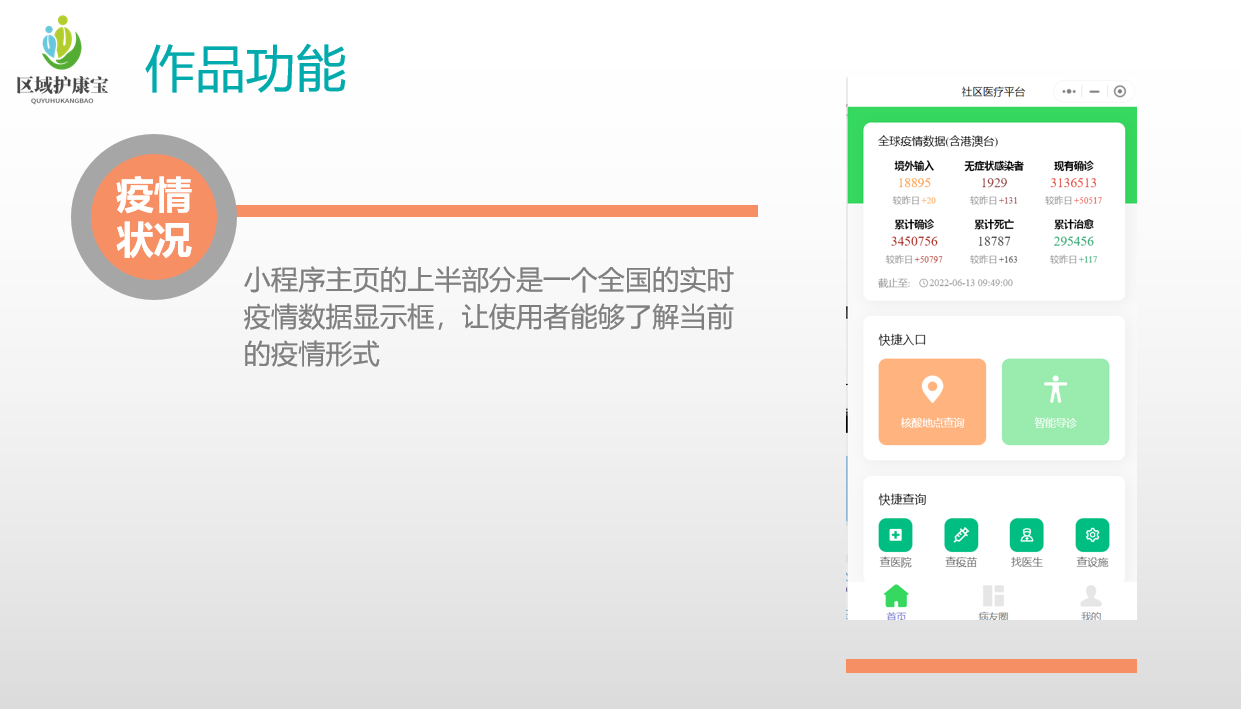 区域护康宝
QUYUHUKANGBAO
作品功能
疫情
状况
小程序主页的上半部分是一个全国的实时
疫情数据显示框，让使用者能够了解当前
的疫情形式
社区医疗平台
全球疫情数据(含港澳台)
境外输入 无症状感染者 现有确诊
18895 1929 3136513
较昨日+20 较昨日+131 较昨日+50517
累计确诊 累计死亡 累计治愈
3450756 18787 295456
较昨日+50797 较昨日+163 较昨日+117
截止至: 2022-06-13 09:49:00
快捷入口
核酸地点查询 智能导诊
快捷查询
查医院 查疫苗 找医生 查设施
首页 病友圈 我的